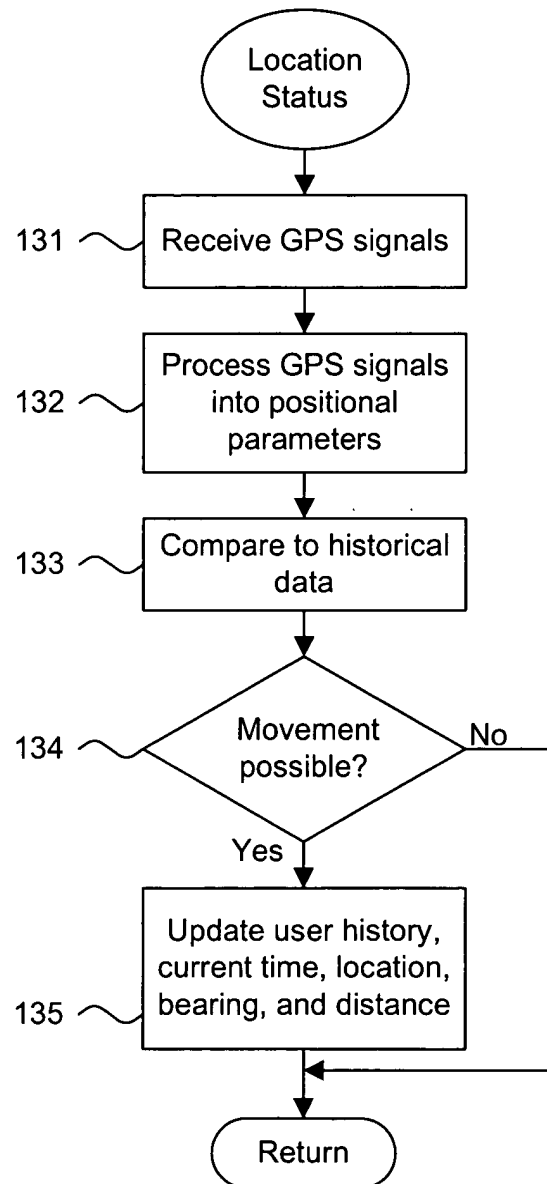 Location
Status
131
Receive GPS signals
132
Process GPS signals
into positional
parameters
133
Compare to historical
data
134
Movement
possible?
No
Yes
135
Update user history,
current time, location,
bearing, and distance
Return